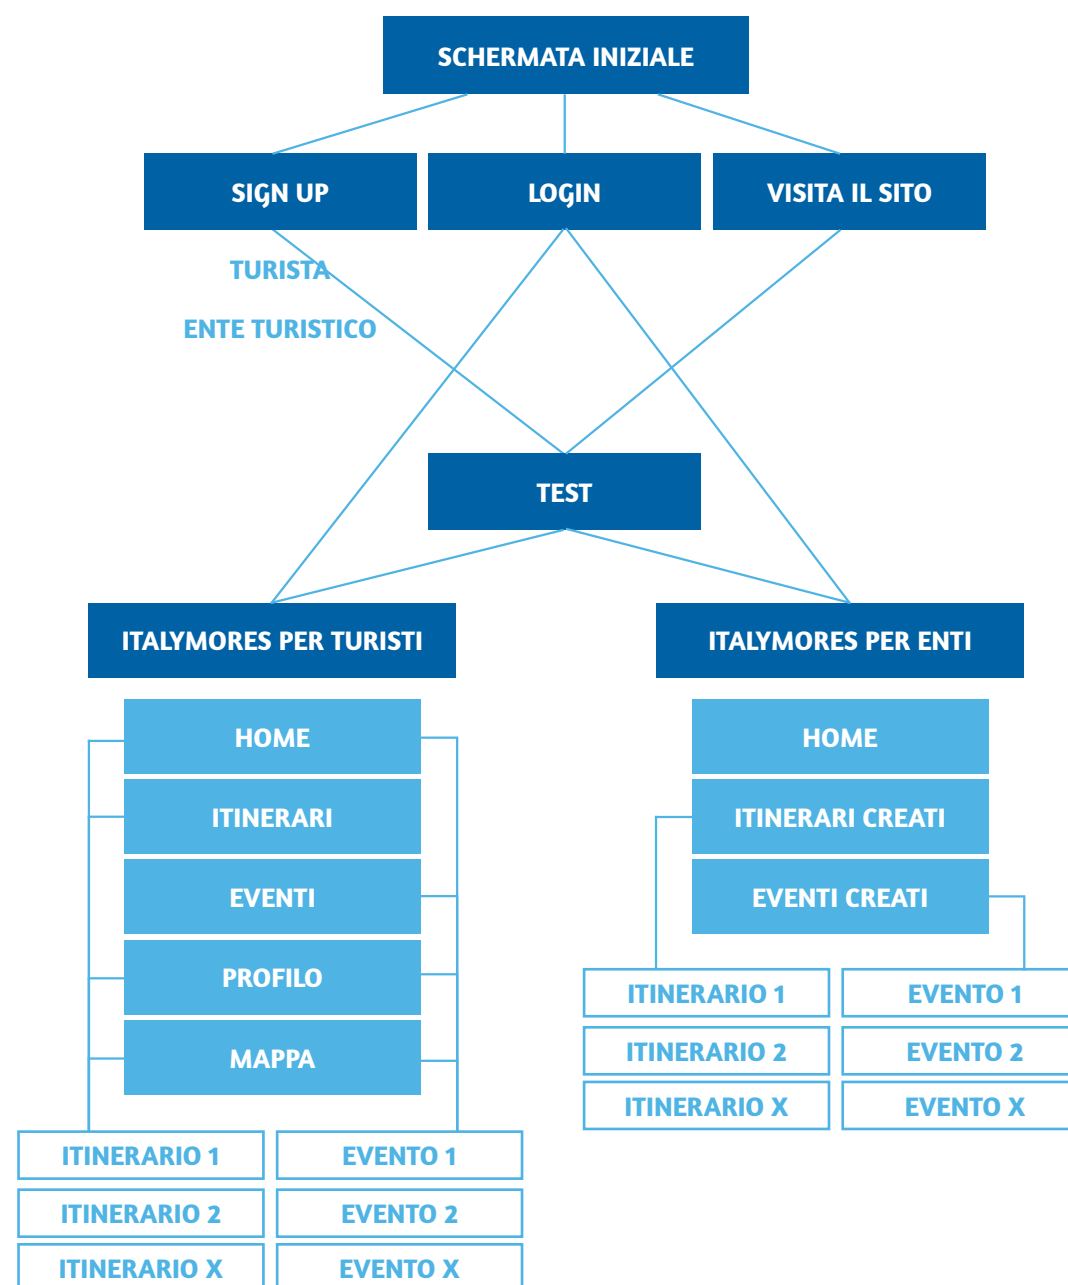 SCHERMATA INIZIALE
SIGN UP
LOGIN
VISITA IL SITO
TURISTA
ENTE TURISTICO
TEST
ITALYMORES PER TURISTI
HOME
ITINERARI
EVENTI
PROFILO
MAPPA
ITINERARIO 1
EVENTO 1
ITINERARIO 2
EVENTO 2
ITINERARIO X
EVENTO X
ITALYMORES PER ENTI
HOME
ITINERARI CREATI
EVENTI CREATI
ITINERARIO 1
EVENTO 1
ITINERARIO 2
EVENTO 2
ITINERARIO X
EVENTO X